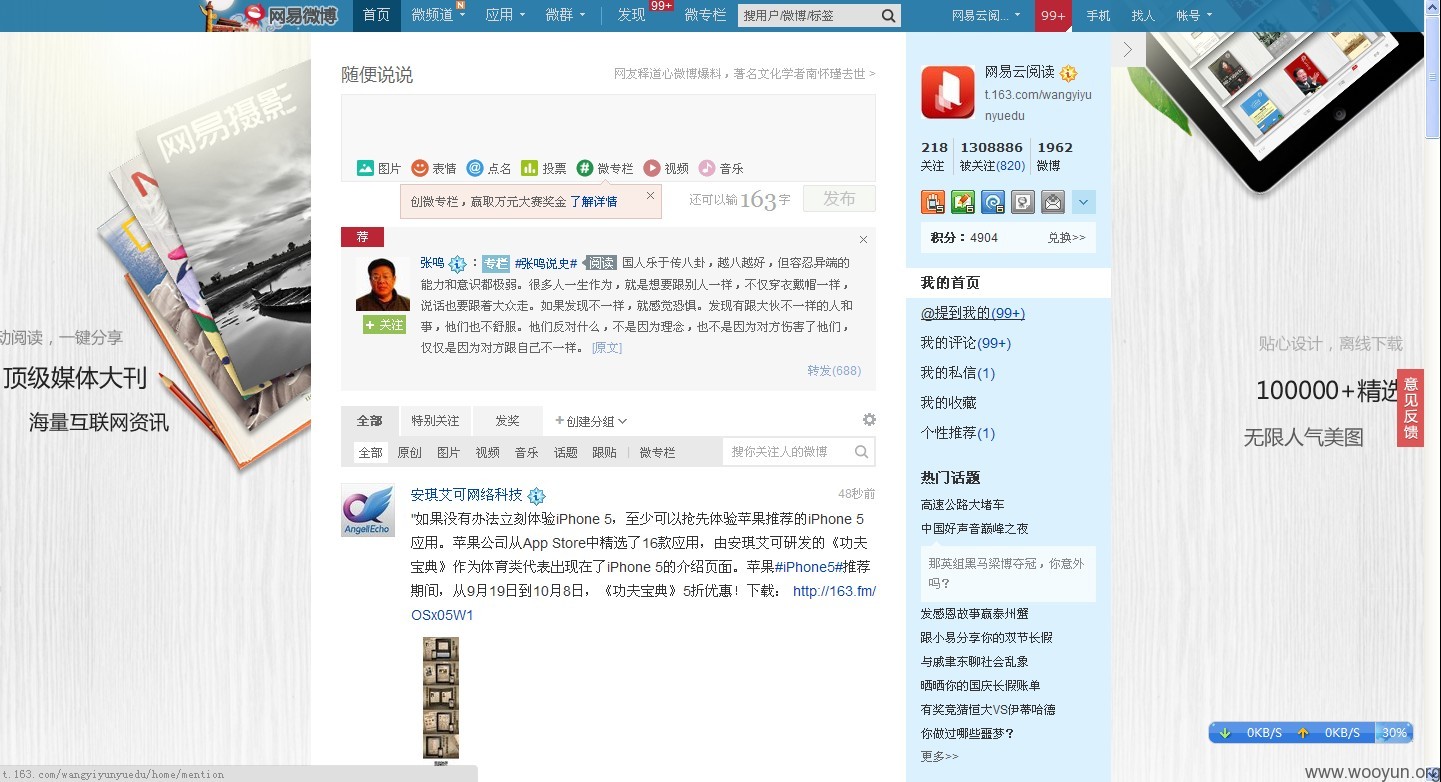 网易微博 首页 微频道 N 应用 微群 发现 99+ 微专栏 搜用户/微博/标签 网易云阅... 99+ 手机 找人 帐号
网易摄影
动阅读，一键分享
顶级媒体大刊
海量互联网资讯
随便说说 网友释道心微博爆料，著名文化学者南怀瑾去世 >
图片 表情 点名 投票 微专栏 视频 音乐
创微专栏，赢取万元大赛奖金 了解详情
还可以输163字 发布
荐
张鸣 : 专栏 #张鸣说史# 阅读 国人乐于传八卦，越八越好，但容忍异端的
能力和意识都极弱。很多人一生作为，就是想要跟别人一样，不仅穿衣戴帽一样，
说话也要跟着大众走。如果发现不一样，就感觉恐惧。发现有跟大伙不一样的人和
事，他们也不舒服。他们反对什么，不是因为理念，也不是因为对方伤害了他们，
仅仅是因为对方跟自己不一样。 [原文]
+ 关注
转发(688)
全部 特别关注 发奖 +创建分组
全部 原创 图片 视频 音乐 话题 跟贴 | 微专栏 搜你关注人的微博
AngellEcho
安琪艾可网络科技 48秒前
"如果没有办法立刻体验iPhone 5，至少可以抢先体验苹果推荐的iPhone 5
应用。苹果公司从App Store中精选了16款应用，由安琪艾可研发的《功夫
宝典》作为体育类代表出现在了iPhone 5的介绍页面。苹果#iPhone5#推荐
期间，从9月19日到10月8日，《功夫宝典》5折优惠！下载： http://163.fm/
OSx05W1
网易云阅读
t.163.com/wangyiyu
nyuedu
218 1308886 1962
关注 被关注(820) 微博
积分：4904 兑换>>
我的首页
@提到我的(99+)
我的评论(99+)
我的私信(1)
我的收藏
个性推荐(1)
热门话题
高速公路大堵车
中国好声音巅峰之夜
那英组黑马梁博夺冠，你意外
吗？
发感恩故事赢泰州蟹
跟小易分享你的双节长假
与戚聿东聊社会乱象
晒晒你的国庆长假账单
有奖竞猜恒大VS伊蒂哈德
你做过哪些噩梦？
更多>>
贴心设计，离线下载
100000+精选
无限人气美图
意见反馈
0KB/S 0KB/S 30%
t.163.com/wangyiyunyuedu/home/mention
www.wooyun.org